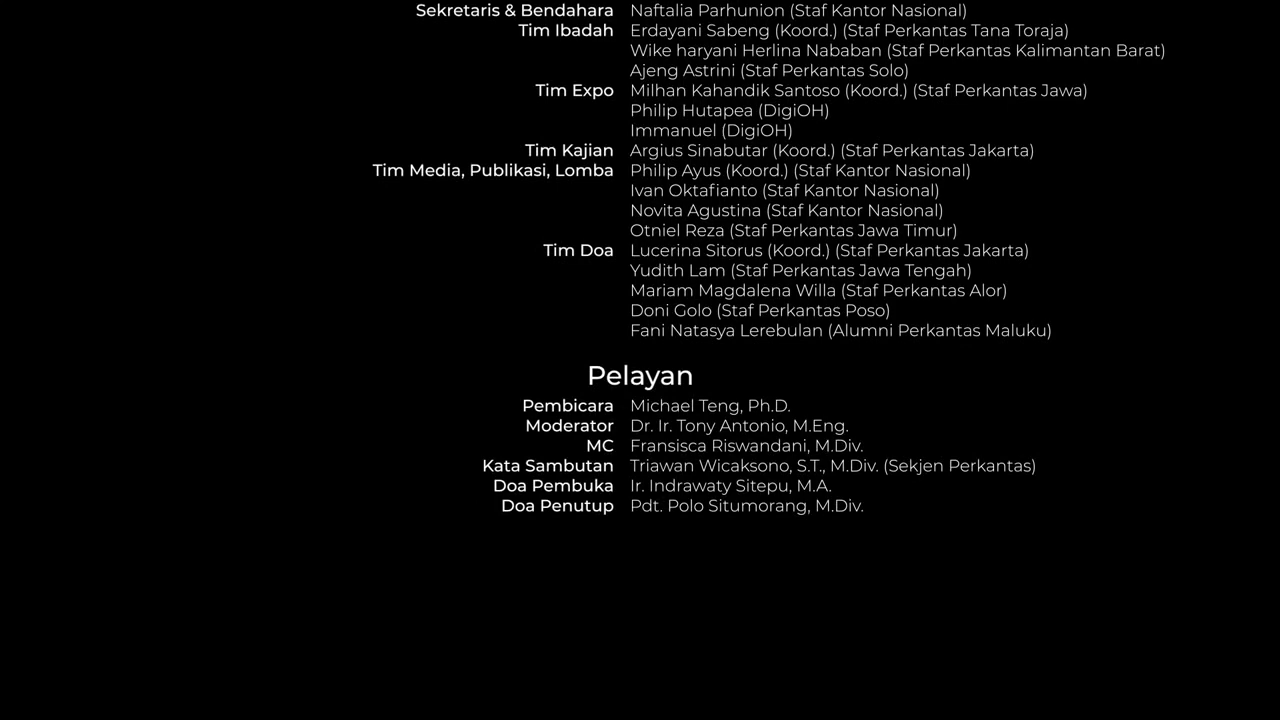 Sekretaris & Bendahara Naftalia Parhunion (Staf Kantor Nasional)
Tim Ibadah Erdayani Sabeng (Koord.) (Staf Perkantas Tana Toraja)
Wike haryani Herlina Nababan (Staf Perkantas Kalimantan Barat)
Ajeng Astrini (Staf Perkantas Solo)
Tim Expo Milhan Kahandik Santoso (Koord.) (Staf Perkantas Jawa)
Philip Hutapea (DigiOH)
Immanuel (DigiOH)
Tim Kajian Argius Sinabutar (Koord.) (Staf Perkantas Jakarta)
Tim Media, Publikasi, Lomba Philip Ayus (Koord.) (Staf Kantor Nasional)
Ivan Oktafianto (Staf Kantor Nasional)
Novita Agustina (Staf Kantor Nasional)
Otniel Reza (Staf Perkantas Jawa Timur)
Tim Doa Lucerina Sitorus (Koord.) (Staf Perkantas Jakarta)
Yudith Lam (Staf Perkantas Jawa Tengah)
Mariam Magdalena Willa (Staf Perkantas Alor)
Doni Golo (Staf Perkantas Poso)
Fani Natasya Lerebulan (Alumni Perkantas Maluku)
Pelayan
Pembicara Michael Teng, Ph.D.
Moderator Dr. Ir. Tony Antonio, M.Eng.
MC Fransisca Riswandani, M.Div.
Kata Sambutan Triawan Wicaksono, S.T., M.Div. (Sekjen Perkantas)
Doa Pembuka Ir. Indrawaty Sitepu, M.A.
Doa Penutup Pdt. Polo Situmorang, M.Div.